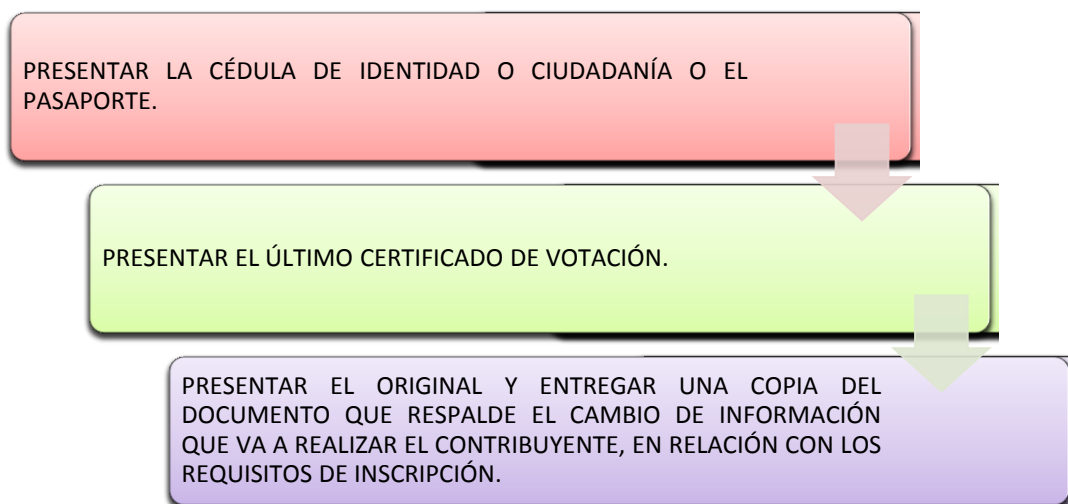 PRESENTAR LA CÉDULA DE IDENTIDAD O CIUDADANÍA O EL
PASAPORTE.
PRESENTAR EL ÚLTIMO CERTIFICADO DE VOTACIÓN.
PRESENTAR EL ORIGINAL Y ENTREGAR UNA COPIA DEL
DOCUMENTO QUE RESPALDE EL CAMBIO DE INFORMACIÓN
QUE VA A REALIZAR EL CONTRIBUYENTE, EN RELACIÓN CON LOS
REQUISITOS DE INSCRIPCIÓN.